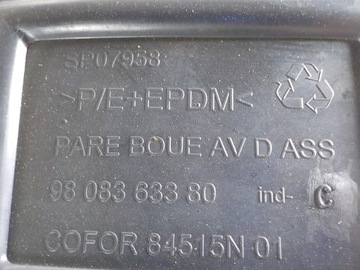 SP07958
>P/E+EPDM<
PARE BOUE AV D ASS
98 083 633 80 ind- C
COFOR 84515N 01